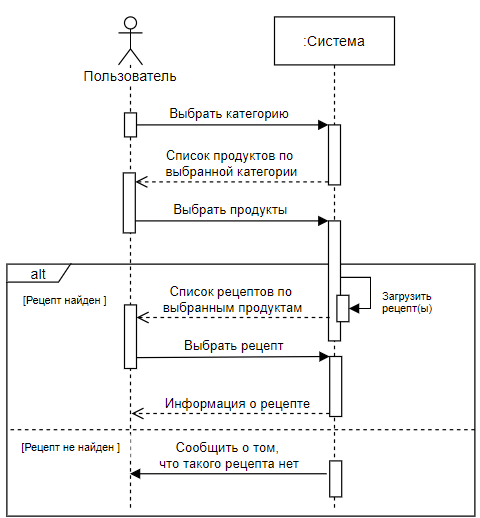 :Система
Пользователь
Выбрать категорию
Список продуктов по
выбранной категории
Выбрать продукты
alt
[Рецепт найден ]
Список рецептов по
выбранным продуктам
Загрузить
рецепт(ы)
Выбрать рецепт
Информация о рецепте
[Рецепт не найден ]
Сообщить о том,
что такого рецепта нет